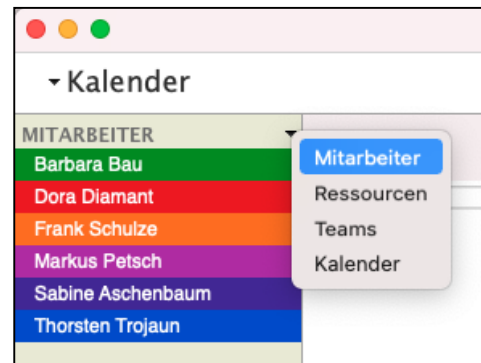 Kalender
MITARBEITER
Barbara Bau
Dora Diamant
Frank Schulze
Markus Petsch
Sabine Aschenbaum
Thorsten Trojaun
Mitarbeiter
Ressourcen
Teams
Kalender